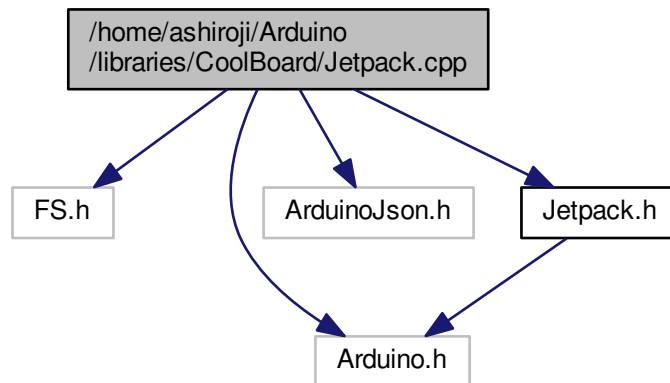 /home/ashiroji/Arduino
/libraries/CoolBoard/Jetpack.cpp
FS.h
ArduinoJson.h
Jetpack.h
Arduino.h